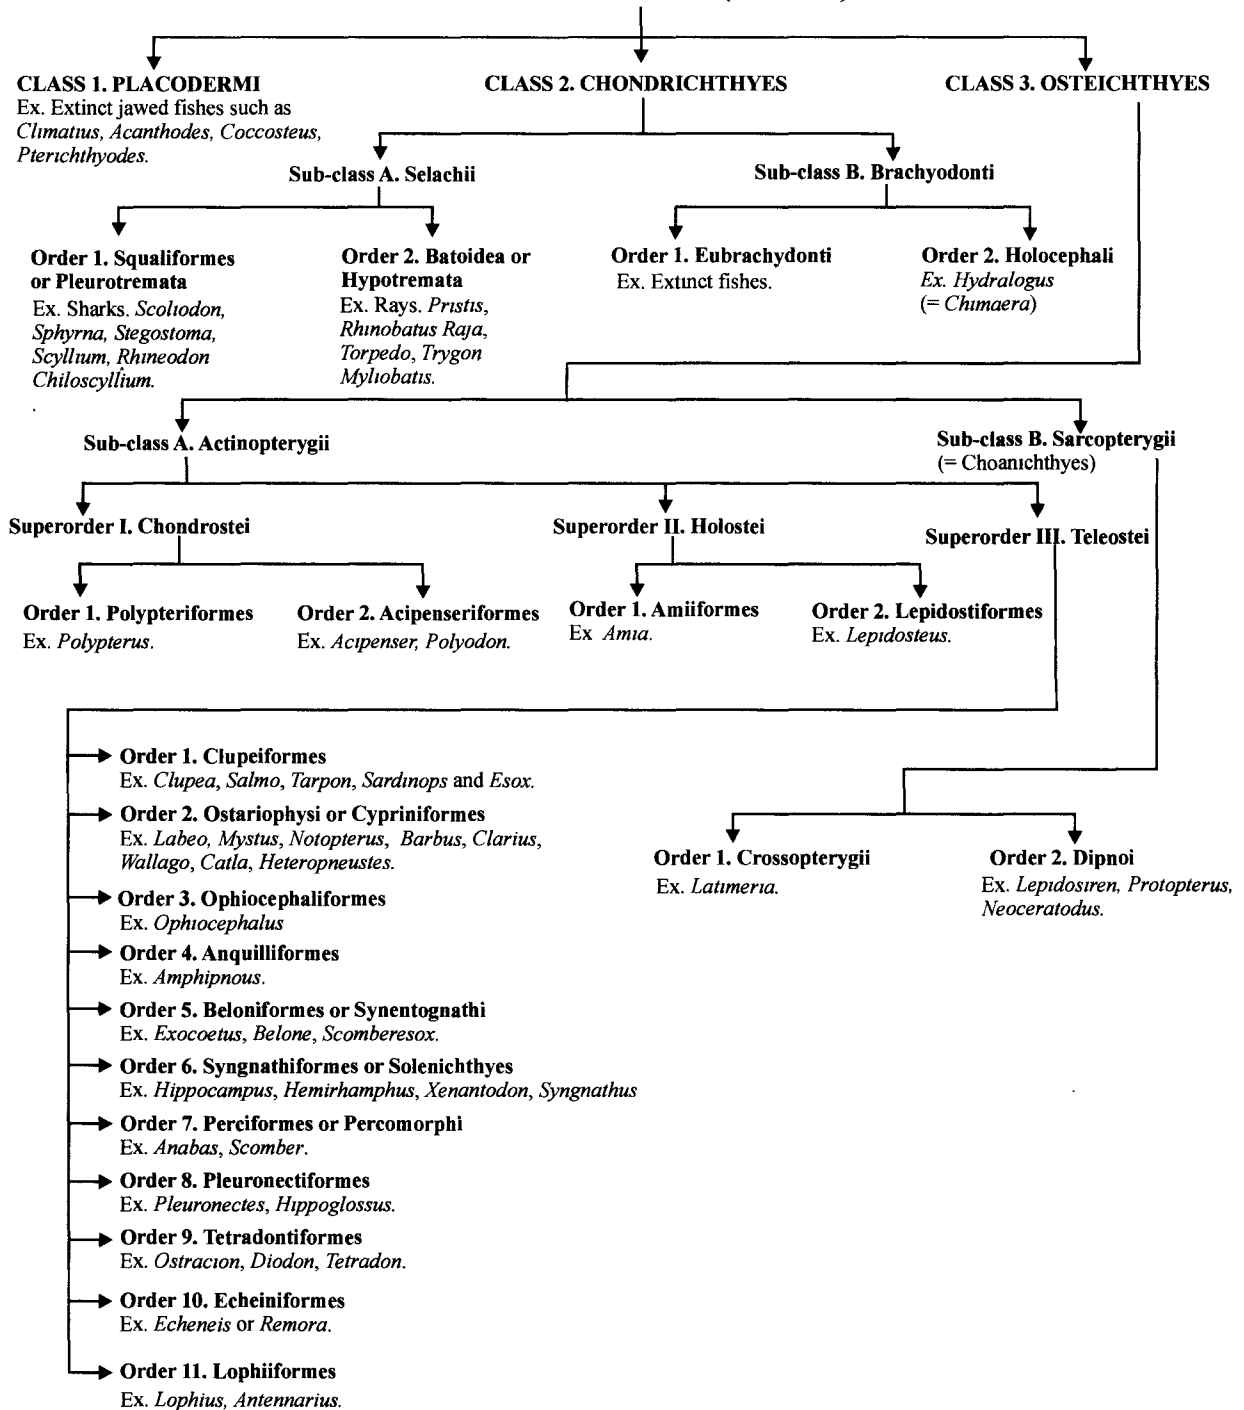 CLASS 1. PLACODERMI
Ex. Extinct jawed fishes such as
Climatius, Acanthodes, Coccosteus,
Pterichthyodes.
CLASS 2. CHONDRICHTHYES
CLASS 3. OSTEICHTHYES
Sub-class A. Selachii
Sub-class B. Brachyodonti
Order 1. Squaliformes
or Pleurotremata
Ex. Sharks. Scoliodon,
Sphyrna, Stegostoma,
Scyllium, Rhineodon
Chiloscyllium.
Order 2. Batoidea or
Hypotremata
Ex. Rays. Pristis,
Rhinobatus Raja,
Torpedo, Trygon
Myliobatis.
Order 1. Eubrachydonti
Ex. Extinct fishes.
Order 2. Holocephali
Ex. Hydralogus
(= Chimaera)
Sub-class A. Actinopterygii
Sub-class B. Sarcopterygii
(= Choanichthyes)
Superorder I. Chondrostei
Superorder II. Holostei
Superorder III. Teleostei
Order 1. Polypteriformes
Ex. Polypterus.
Order 2. Acipenseriformes
Ex. Acipenser, Polyodon.
Order 1. Amiiformes
Ex Amia.
Order 2. Lepidostiformes
Ex. Lepidosteus.
Order 1. Clupeiformes
Ex. Clupea, Salmo, Tarpon, Sardinops and Esox.
Order 2. Ostariophysi or Cypriniformes
Ex. Labeo, Mystus, Notopterus, Barbus, Clarius,
Wallago, Catla, Heteropneustes.
Order 3. Ophiocephaliformes
Ex. Ophiocephalus
Order 4. Anquilliformes
Ex. Amphipnous.
Order 5. Beloniformes or Synentognathi
Ex. Exocoetus, Belone, Scomberesox.
Order 6. Syngnathiformes or Solenichthyes
Ex. Hippocampus, Hemirhamphus, Xenantodon, Syngnathus
Order 7. Perciformes or Percomorphi
Ex. Anabas, Scomber.
Order 8. Pleuronectiformes
Ex. Pleuronectes, Hippoglossus.
Order 9. Tetradontiformes
Ex. Ostracion, Diodon, Tetradon.
Order 10. Echeiniformes
Ex. Echeneis or Remora.
Order 11. Lophiiformes
Ex. Lophius, Antennarius.
Order 1. Crossopterygii
Ex. Latimeria.
Order 2. Dipnoi
Ex. Lepidosiren, Protopterus,
Neoceratodus.